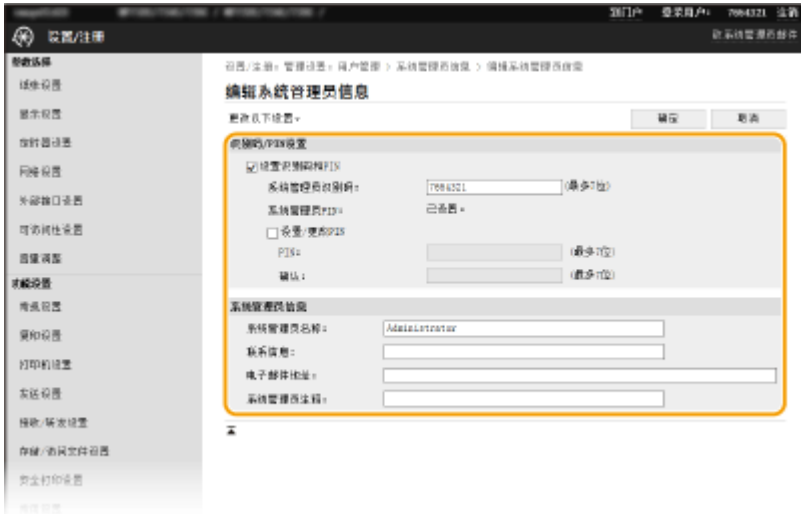 到门户 登录用户: 7654321 注销
设置/注册
致系统管理员邮件
参数选择
纸张设置
显示设置
定时器设置
网络设置
外部接口设置
可访问性设置
音量调整
功能设置
常规设置
复印设置
打印机设置
发送设置
接收/转发设置
存储/访问文件设置
安全打印设置
设置/注册: 管理设置: 用户管理 > 系统管理员信息 > 编辑系统管理员信息
编辑系统管理员信息
更改以下设置。
确定 取消
识别码/PIN设置
设置识别码和PIN
系统管理员识别码: 7654321 (最多7位)
系统管理员PIN: 已设置。
设置/更改PIN
PIN: (最多7位)
确认: (最多7位)
系统管理员信息
系统管理员名称: Administrator
联系信息:
电子邮件地址:
系统管理员注释: